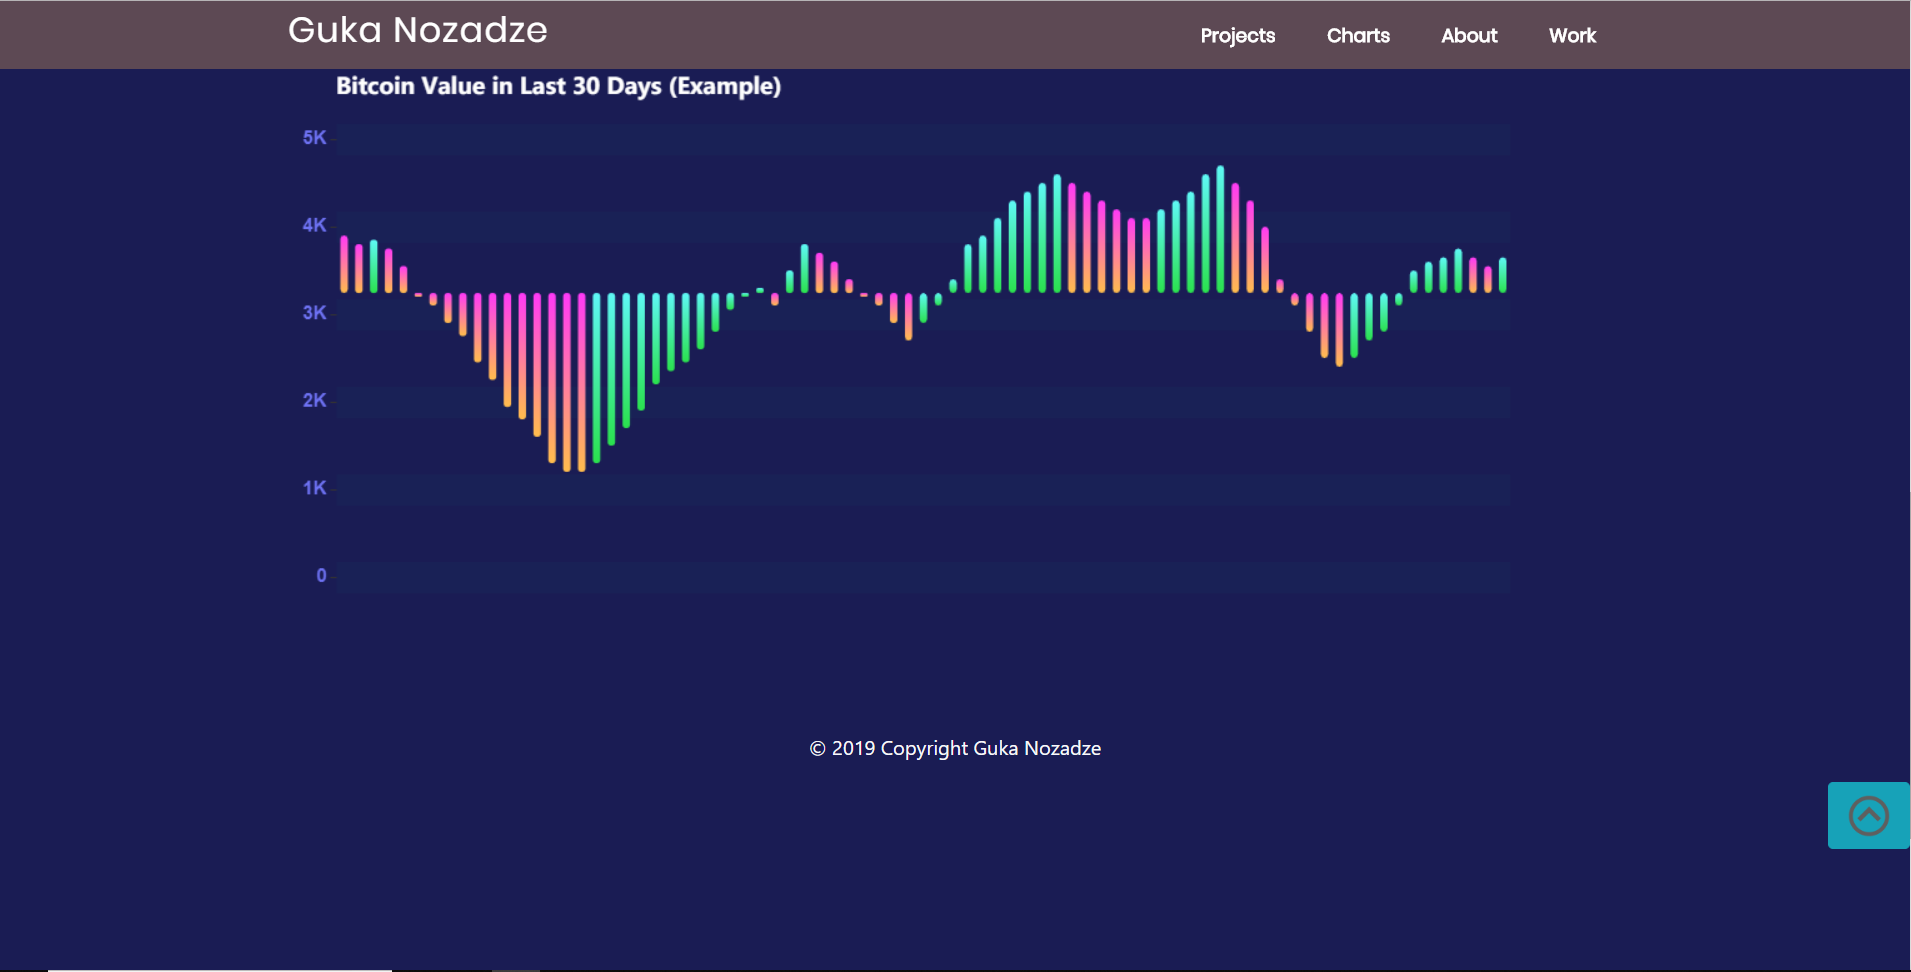 Guka Nozadze
Projects Charts About Work
Bitcoin Value in Last 30 Days (Example)
5K
4K
3K
2K
1K
0
© 2019 Copyright Guka Nozadze